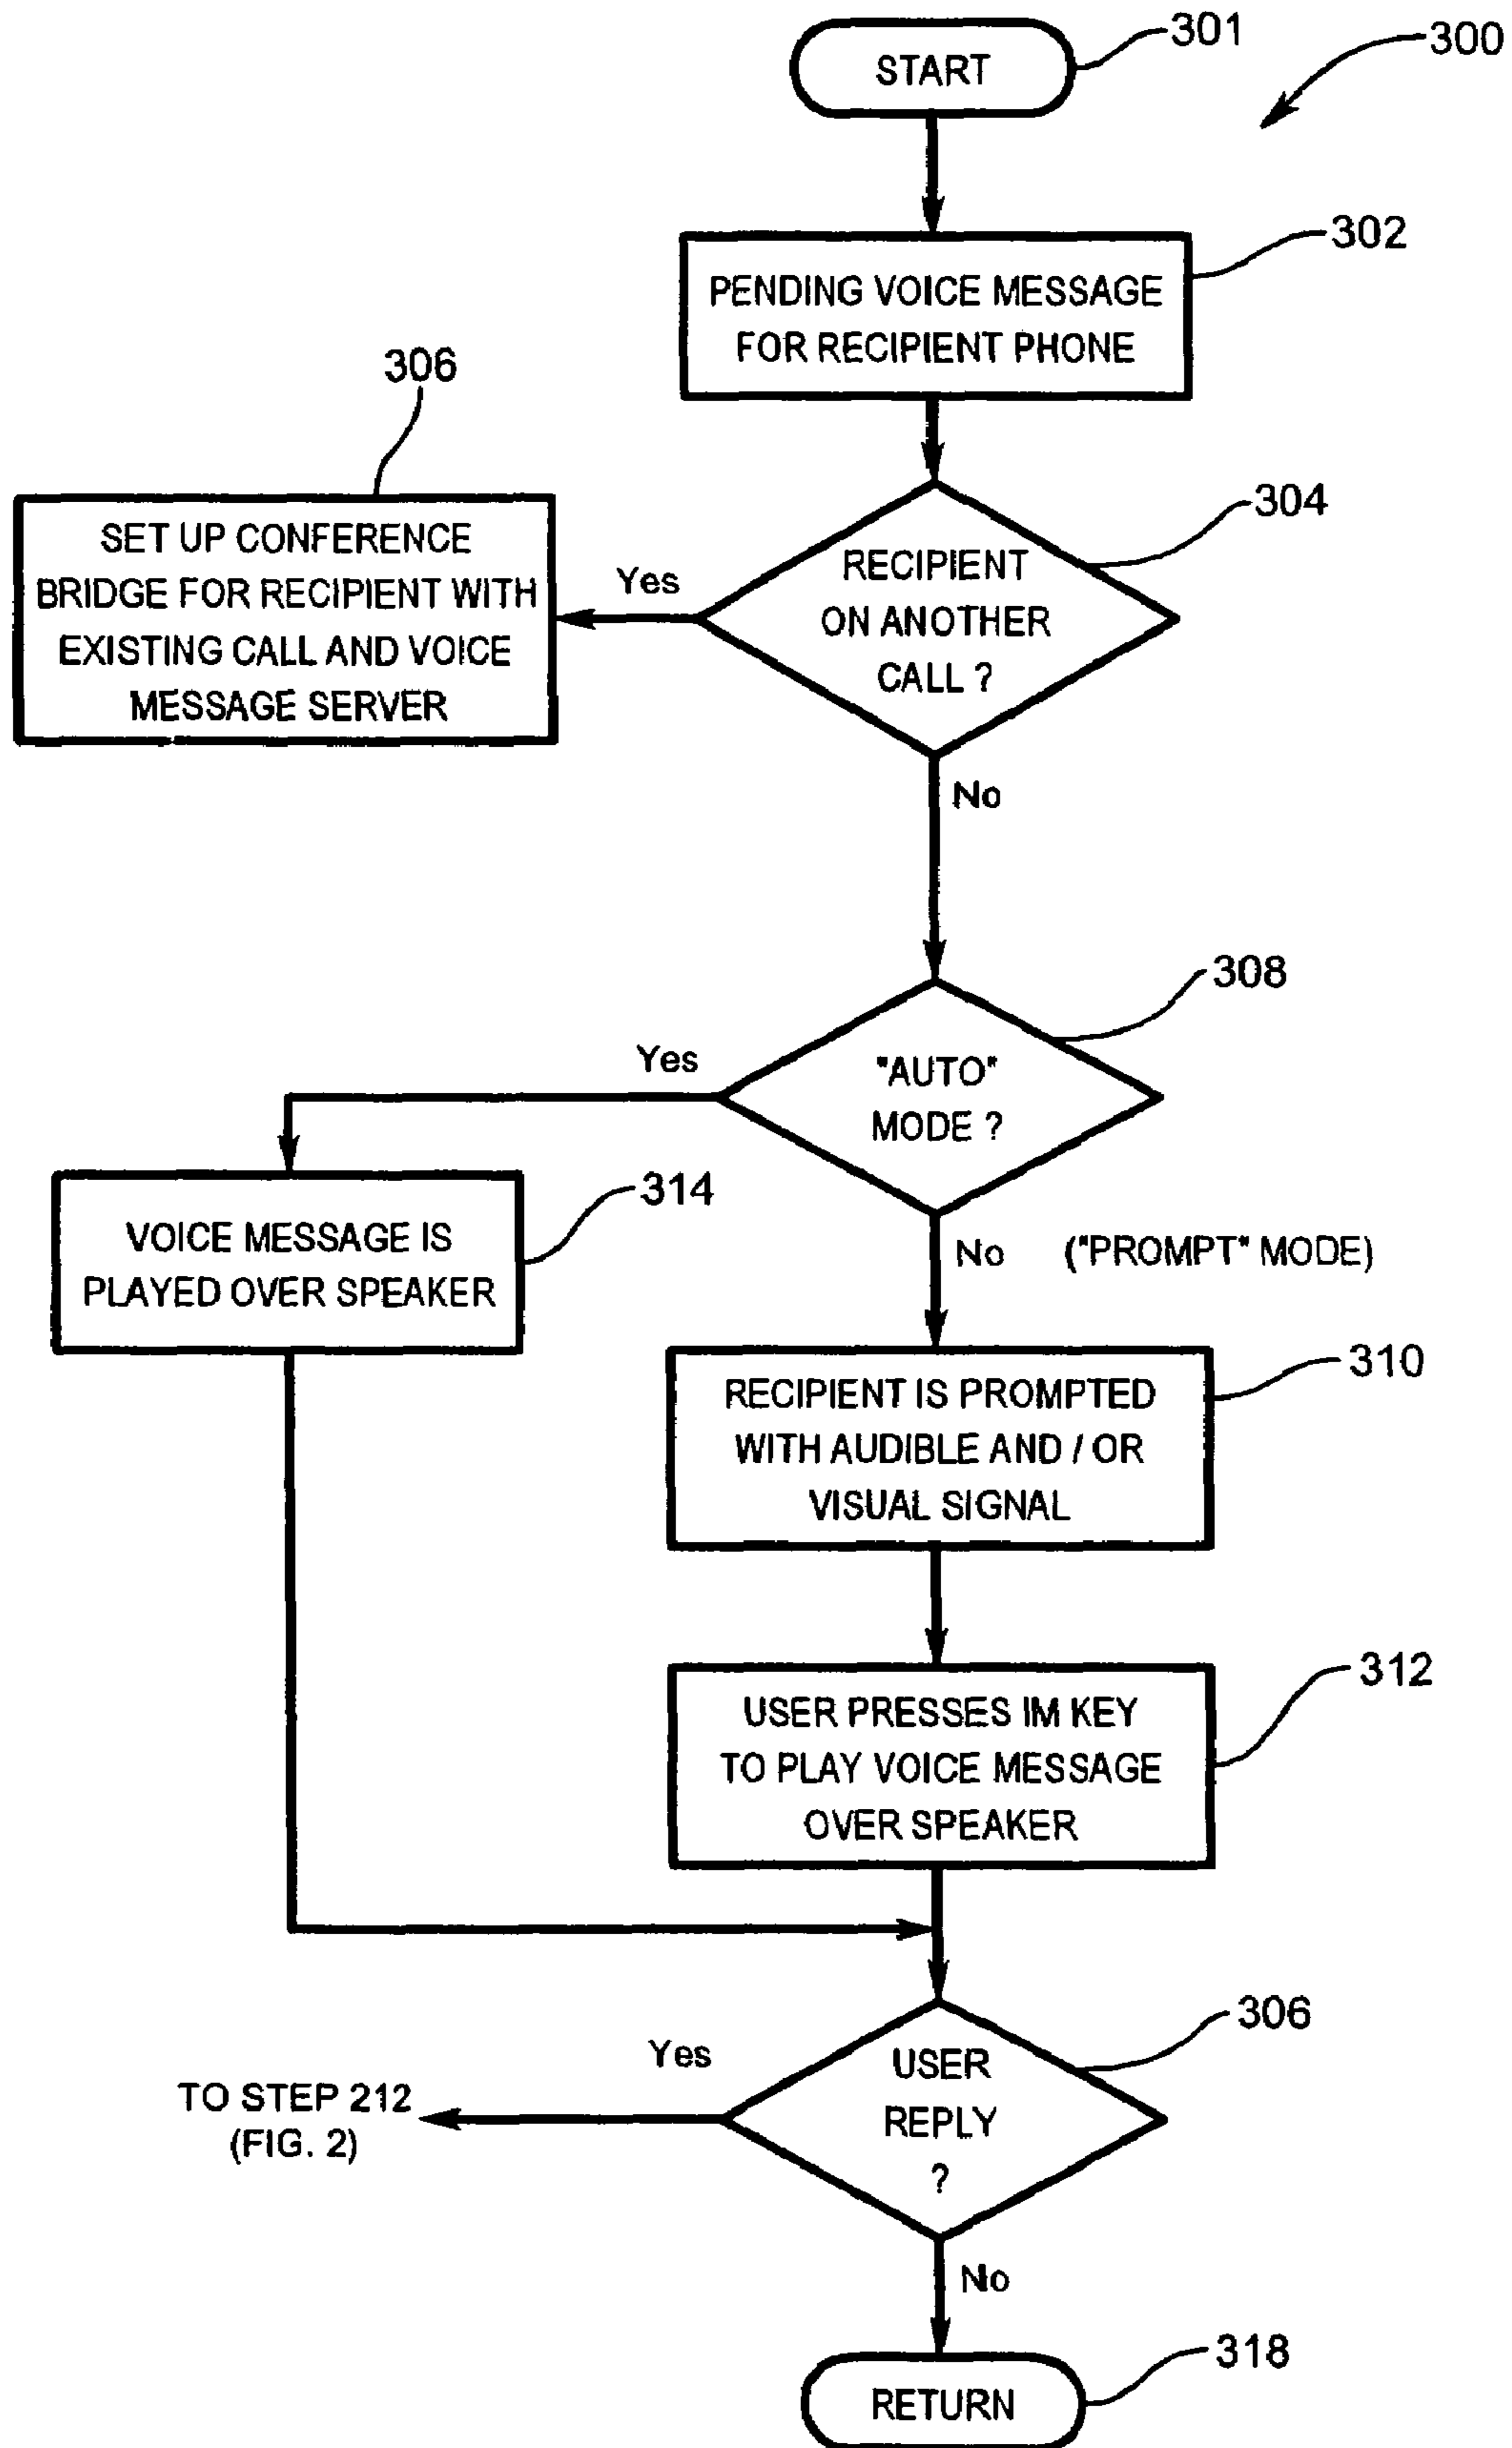 START
301
300
PENDING VOICE MESSAGE
FOR RECIPIENT PHONE
302
306
SET UP CONFERENCE
BRIDGE FOR RECIPIENT WITH
EXISTING CALL AND VOICE
MESSAGE SERVER
Yes
RECIPIENT
ON ANOTHER
CALL ?
304
No
308
Yes
"AUTO"
MODE ?
314
VOICE MESSAGE IS
PLAYED OVER SPEAKER
No ("PROMPT" MODE)
310
RECIPIENT IS PROMPTED
WITH AUDIBLE AND / OR
VISUAL SIGNAL
312
USER PRESSES IM KEY
TO PLAY VOICE MESSAGE
OVER SPEAKER
306
Yes
USER
REPLY
?
TO STEP 212
(FIG. 2)
No
318
RETURN